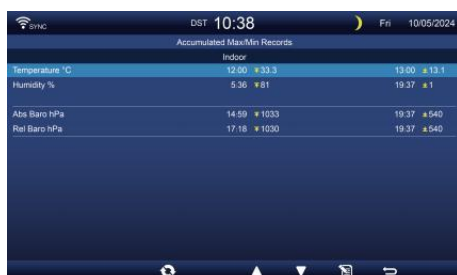 SYNC DST 10:38 Fri 10/05/2024
Accumulated Max/Min Records
Indoor
Temperature °C 12:00 33.3 13:00 13.1
Humidity % 5:36 81 19:37 1
Abs Baro hPa 14:59 1033 19:37 540
Rel Baro hPa 17:18 1030 19:37 540